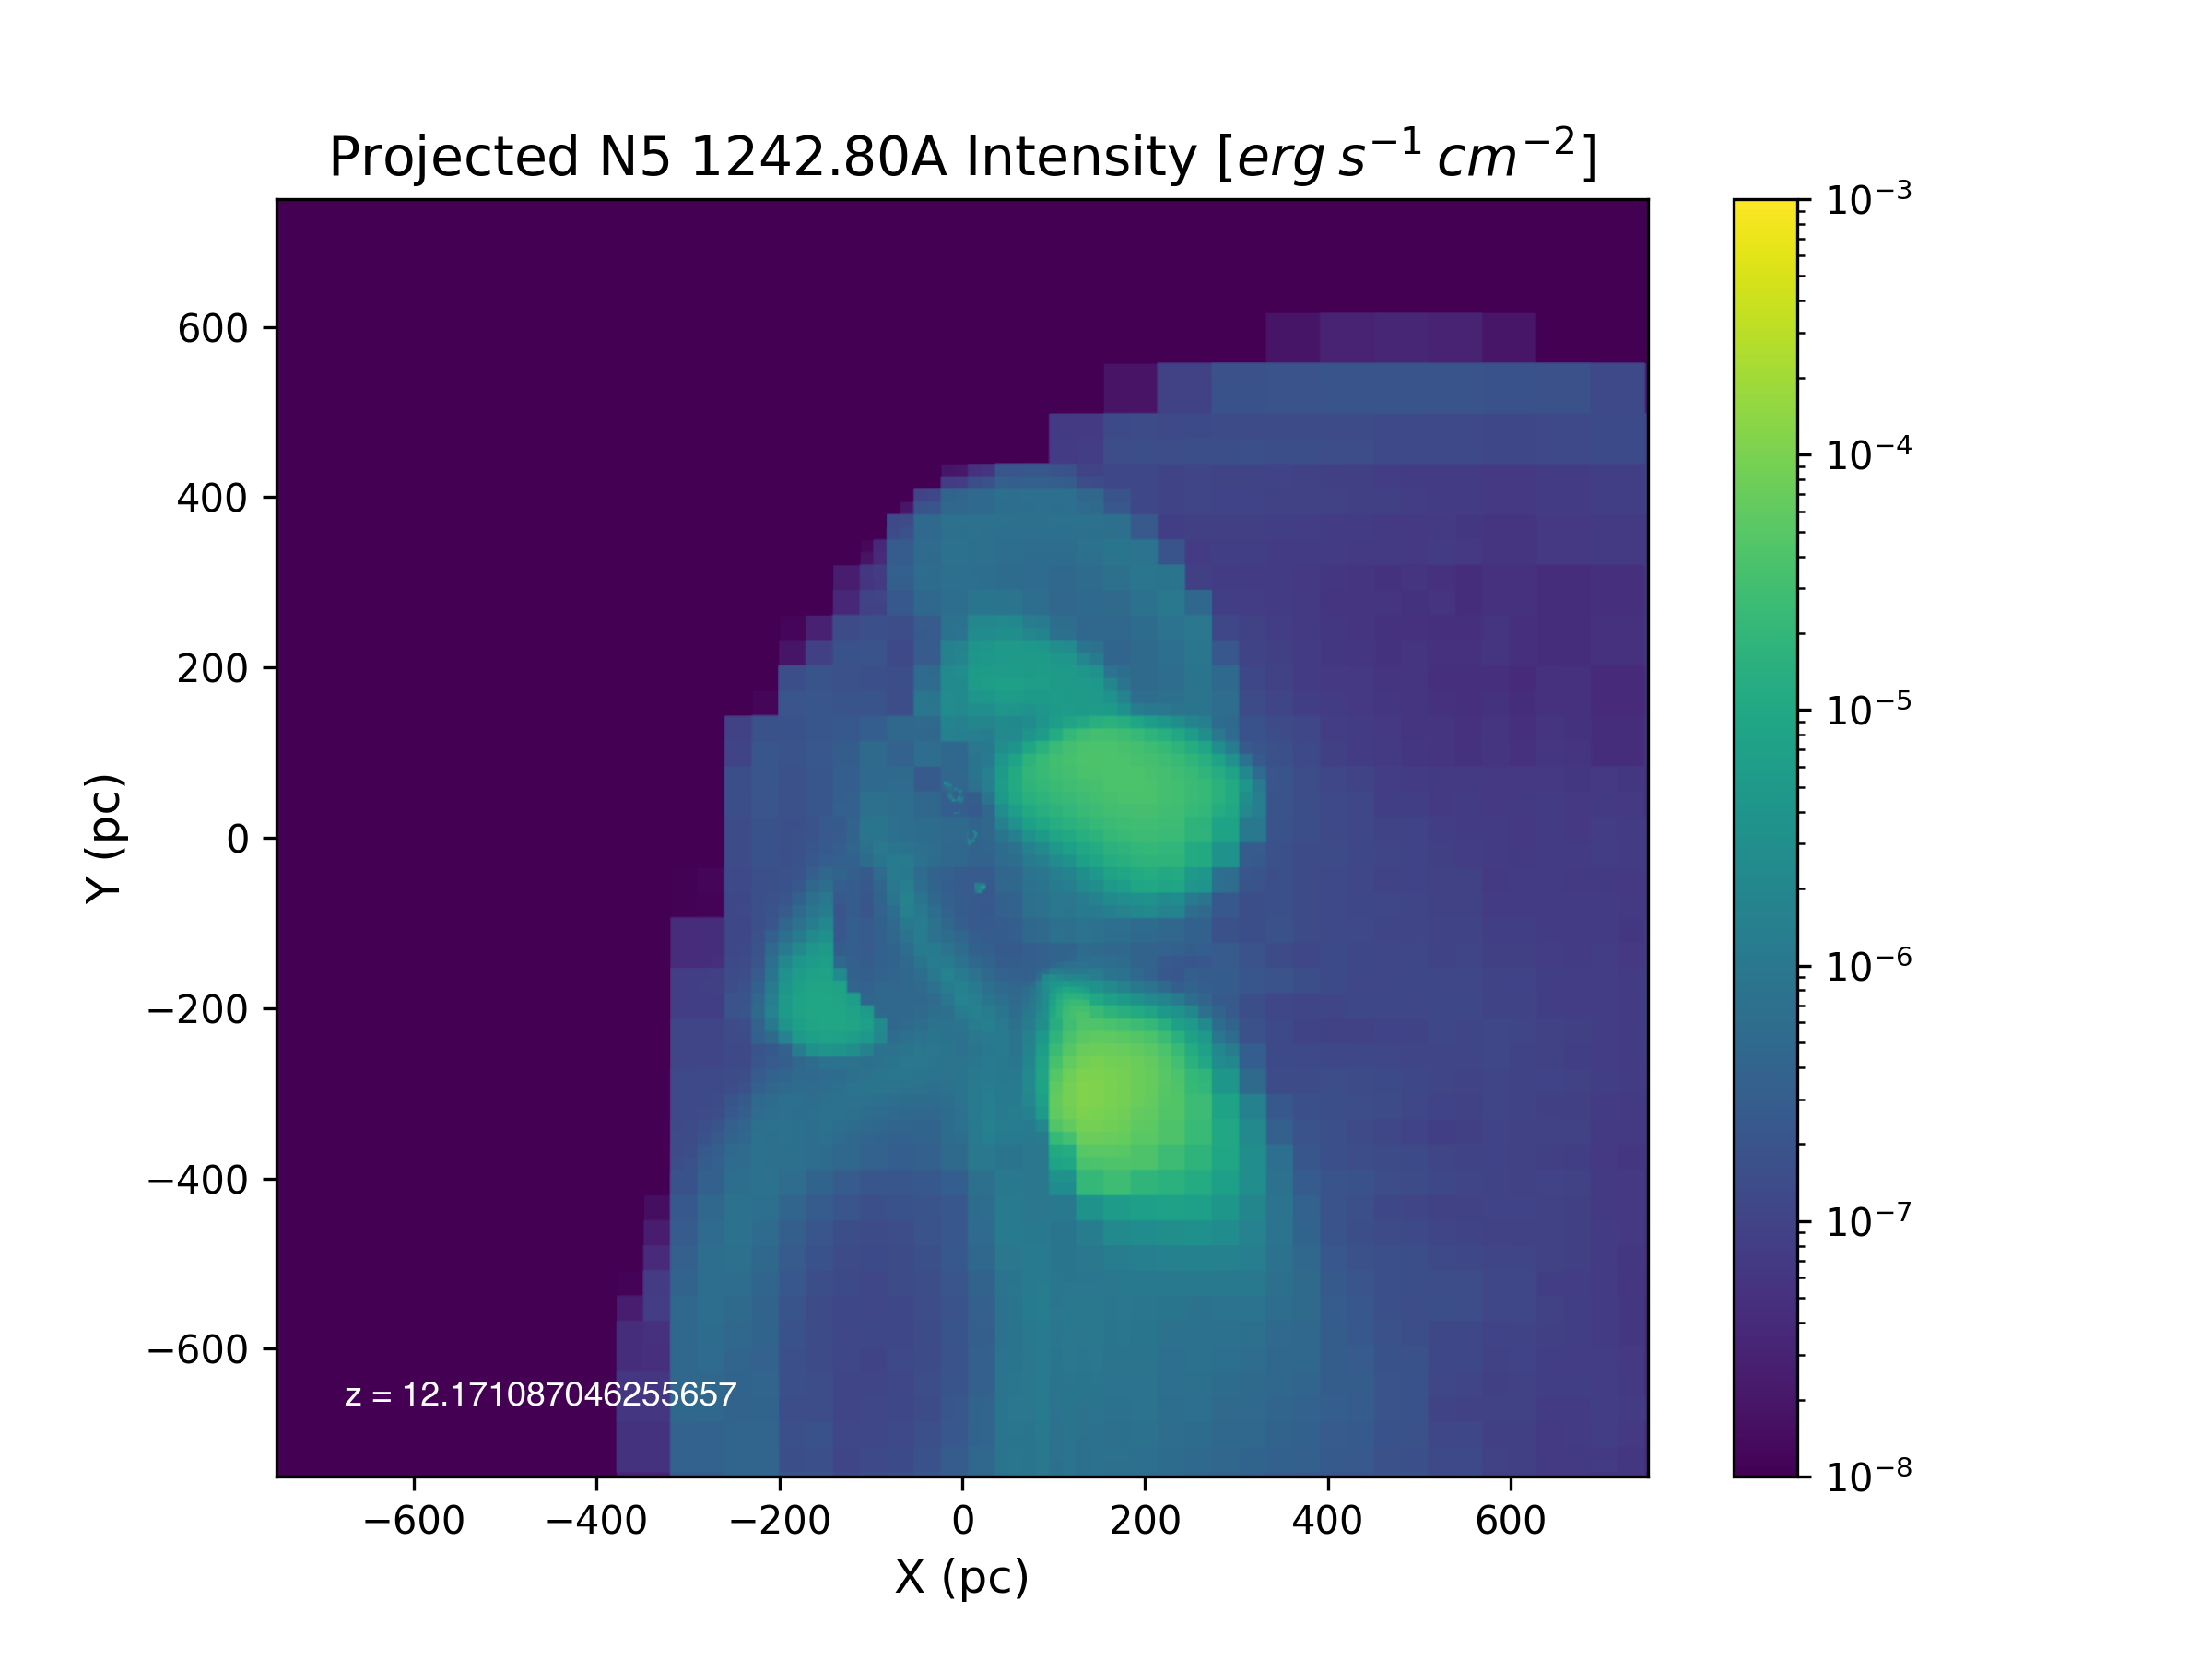 Projected N5 1242.80A Intensity [erg s⁻¹ cm⁻²]
10⁻³
10⁻⁴
10⁻⁵
10⁻⁶
10⁻⁷
10⁻⁸
Y (pc)
600
400
200
0
−200
−400
−600
z = 12.171087046255657
−600 −400 −200 0 200 400 600
X (pc)